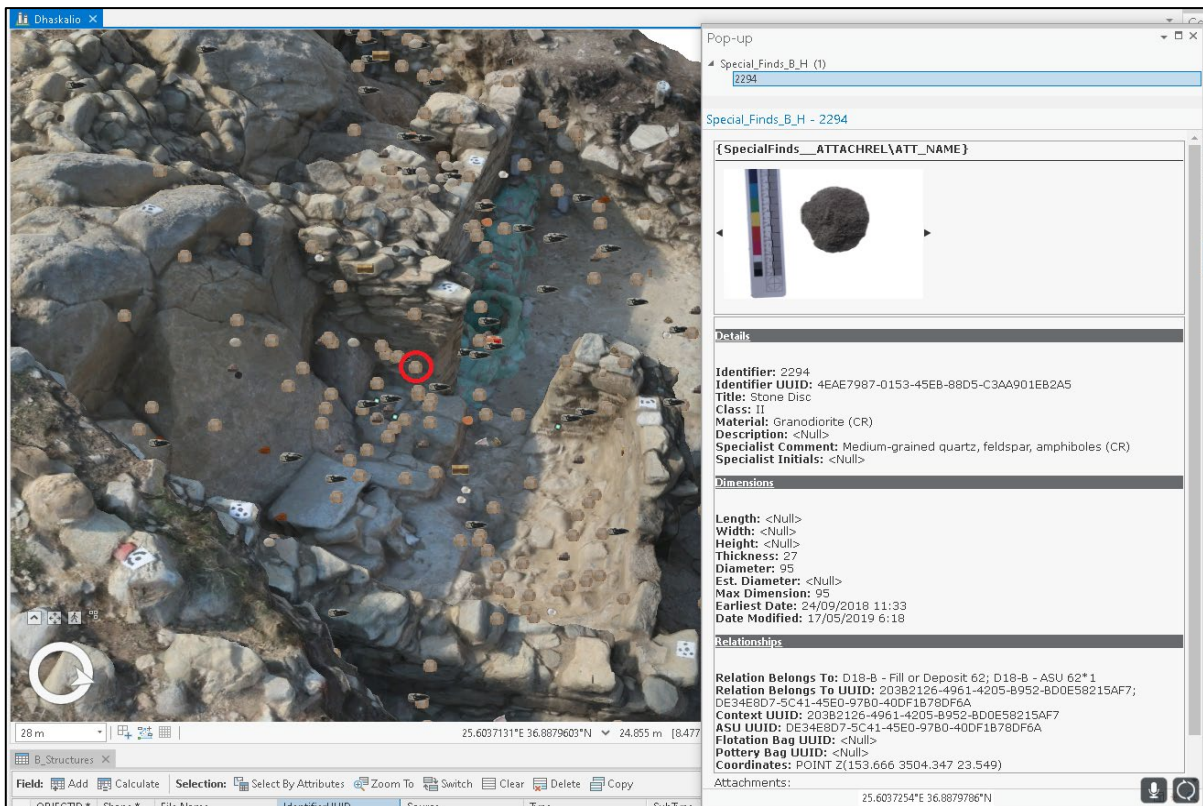 Dhaskalio
Pop-up
Special_Finds_B_H (1)
2294
Special_Finds_B_H - 2294
{SpecialFinds__ATTACHREL\ATT_NAME}
Details
Identifier: 2294
Identifier UUID: 4EAE7987-0153-45EB-88D5-C3AA901EB2A5
Title: Stone Disc
Class: II
Material: Granodiorite (CR)
Description: <Null>
Specialist Comment: Medium-grained quartz, feldspar, amphiboles (CR)
Specialist Initials: <Null>
Dimensions
Length: <Null>
Width: <Null>
Height: <Null>
Thickness: 27
Diameter: 95
Est. Diameter: <Null>
Max Dimension: 95
Earliest Date: 24/09/2018 11:33
Date Modified: 17/05/2019 6:18
Relationships
Relation Belongs To: D18-B - Fill or Deposit 62; D18-B - ASU 62*1
Relation Belongs To UUID: 203B2126-4961-4205-B952-BD0E58215AF7;
DE34E8D7-5C41-45E0-97B0-40DF1B78DF6A
Context UUID: 203B2126-4961-4205-B952-BD0E58215AF7
ASU UUID: DE34E8D7-5C41-45E0-97B0-40DF1B78DF6A
Flotation Bag UUID: <Null>
Pottery Bag UUID: <Null>
Coordinates: POINT Z(153.666 3504.347 23.549)
Attachments:
25.6037254"E 36.8879786"N
28 m
25.6037131"E 36.8879603"N 24.855 m [8.477
B_Structures
Field: Add Calculate Selection: Select By Attributes Zoom To Switch Clear Delete Copy